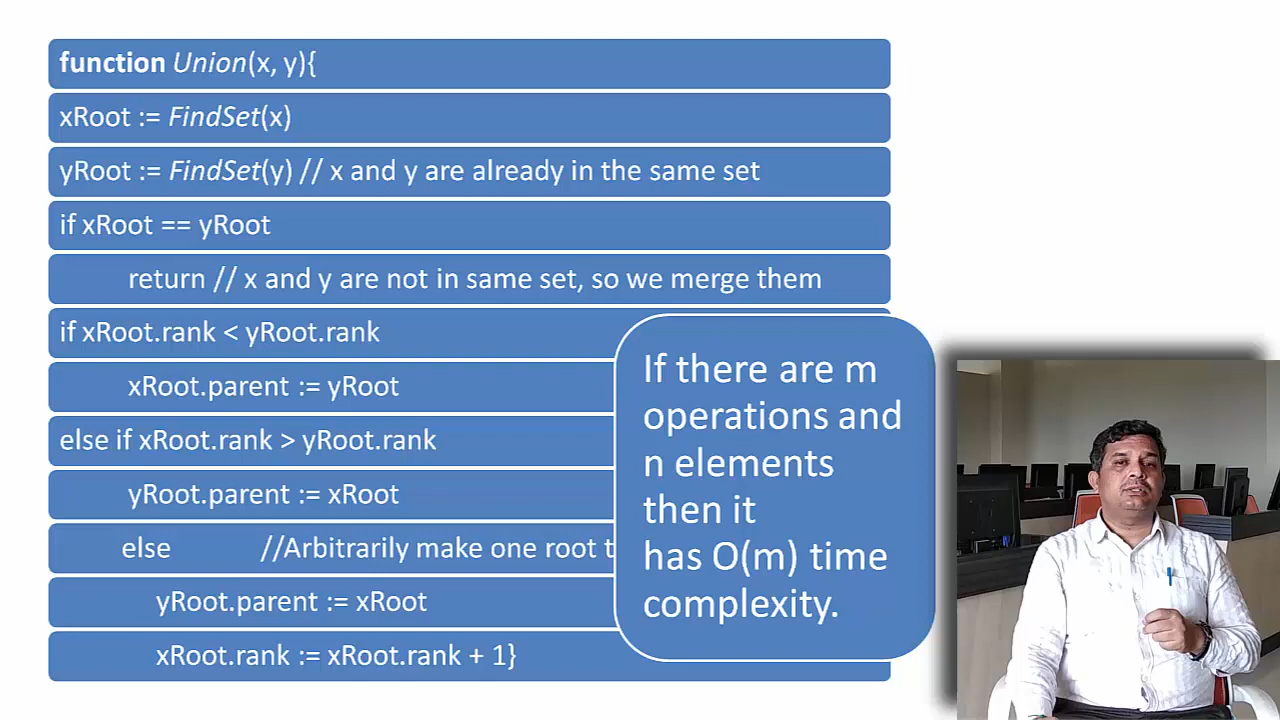 function Union(x, y){
xRoot := FindSet(x)
yRoot := FindSet(y) // x and y are already in the same set
if xRoot == yRoot
return // x and y are not in same set, so we merge them
if xRoot.rank < yRoot.rank
xRoot.parent := yRoot
else if xRoot.rank > yRoot.rank
yRoot.parent := xRoot
else //Arbitrarily make one root
yRoot.parent := xRoot
xRoot.rank := xRoot.rank + 1}
If there are m
operations and
n elements
then it
has O(m) time
complexity.